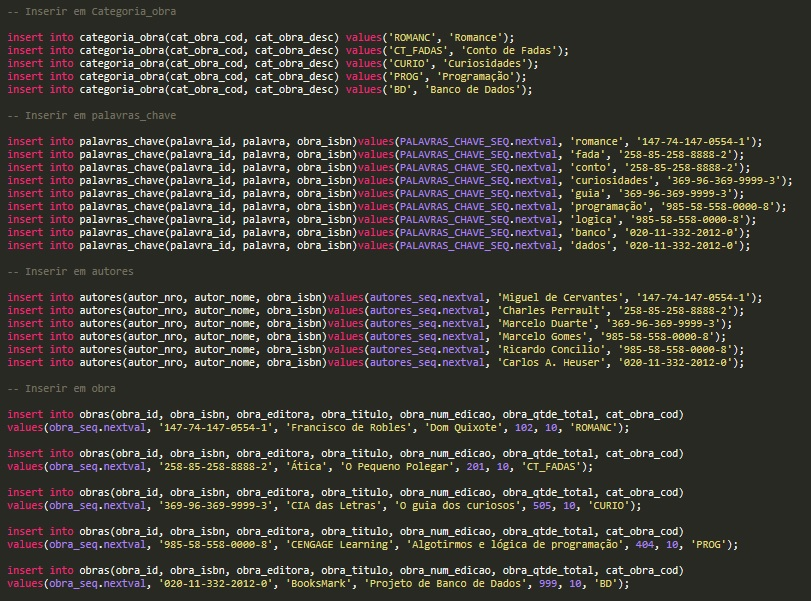 -- Inserir em Categoria_obra
insert into categoria_obra(cat_obra_cod, cat_obra_desc) values('ROMANC', 'Romance');
insert into categoria_obra(cat_obra_cod, cat_obra_desc) values('CT_FADAS', 'Conto de Fadas');
insert into categoria_obra(cat_obra_cod, cat_obra_desc) values('CURIO', 'Curiosidades');
insert into categoria_obra(cat_obra_cod, cat_obra_desc) values('PROG', 'Programação');
insert into categoria_obra(cat_obra_cod, cat_obra_desc) values('BD', 'Banco de Dados');
-- Inserir em palavras_chave
insert into palavras_chave(palavra_id, palavra, obra_isbn)values(PALAVRAS_CHAVE_SEQ.nextval, 'romance', '147-74-147-0554-1');
insert into palavras_chave(palavra_id, palavra, obra_isbn)values(PALAVRAS_CHAVE_SEQ.nextval, 'fada', '258-85-258-8888-2');
insert into palavras_chave(palavra_id, palavra, obra_isbn)values(PALAVRAS_CHAVE_SEQ.nextval, 'conto', '258-85-258-8888-2');
insert into palavras_chave(palavra_id, palavra, obra_isbn)values(PALAVRAS_CHAVE_SEQ.nextval, 'curiosidades', '369-96-369-9999-3');
insert into palavras_chave(palavra_id, palavra, obra_isbn)values(PALAVRAS_CHAVE_SEQ.nextval, 'guia', '369-96-369-9999-3');
insert into palavras_chave(palavra_id, palavra, obra_isbn)values(PALAVRAS_CHAVE_SEQ.nextval, 'programação', '985-58-558-0000-8');
insert into palavras_chave(palavra_id, palavra, obra_isbn)values(PALAVRAS_CHAVE_SEQ.nextval, 'logica', '985-58-558-0000-8');
insert into palavras_chave(palavra_id, palavra, obra_isbn)values(PALAVRAS_CHAVE_SEQ.nextval, 'banco', '020-11-332-2012-0');
insert into palavras_chave(palavra_id, palavra, obra_isbn)values(PALAVRAS_CHAVE_SEQ.nextval, 'dados', '020-11-332-2012-0');
-- Inserir em autores
insert into autores(autor_nro, autor_nome, obra_isbn)values(autores_seq.nextval, 'Miguel de Cervantes', '147-74-147-0554-1');
insert into autores(autor_nro, autor_nome, obra_isbn)values(autores_seq.nextval, 'Charles Perrault', '258-85-258-8888-2');
insert into autores(autor_nro, autor_nome, obra_isbn)values(autores_seq.nextval, 'Marcelo Duarte', '369-96-369-9999-3');
insert into autores(autor_nro, autor_nome, obra_isbn)values(autores_seq.nextval, 'Marcelo Gomes', '985-58-558-0000-8');
insert into autores(autor_nro, autor_nome, obra_isbn)values(autores_seq.nextval, 'Ricardo Concilio', '985-58-558-0000-8');
insert into autores(autor_nro, autor_nome, obra_isbn)values(autores_seq.nextval, 'Carlos A. Heuser', '020-11-332-2012-0');
-- Inserir em obra
insert into obras(obra_id, obra_isbn, obra_editora, obra_titulo, obra_num_edicao, obra_qtde_total, cat_obra_cod)
values(obra_seq.nextval, '147-74-147-0554-1', 'Francisco de Robles', 'Dom Quixote', 102, 10, 'ROMANC');
insert into obras(obra_id, obra_isbn, obra_editora, obra_titulo, obra_num_edicao, obra_qtde_total, cat_obra_cod)
values(obra_seq.nextval, '258-85-258-8888-2', 'Ática', 'O Pequeno Polegar', 201, 10, 'CT_FADAS');
insert into obras(obra_id, obra_isbn, obra_editora, obra_titulo, obra_num_edicao, obra_qtde_total, cat_obra_cod)
values(obra_seq.nextval, '369-96-369-9999-3', 'CIA das Letras', 'O guia dos curiosos', 505, 10, 'CURIO');
insert into obras(obra_id, obra_isbn, obra_editora, obra_titulo, obra_num_edicao, obra_qtde_total, cat_obra_cod)
values(obra_seq.nextval, '985-58-558-0000-8', 'CENGAGE Learning', 'Algotirmos e lógica de programação', 404, 10, 'PROG');
insert into obras(obra_id, obra_isbn, obra_editora, obra_titulo, obra_num_edicao, obra_qtde_total, cat_obra_cod)
values(obra_seq.nextval, '020-11-332-2012-0', 'BooksMark', 'Projeto de Banco de Dados', 999, 10, 'BD');